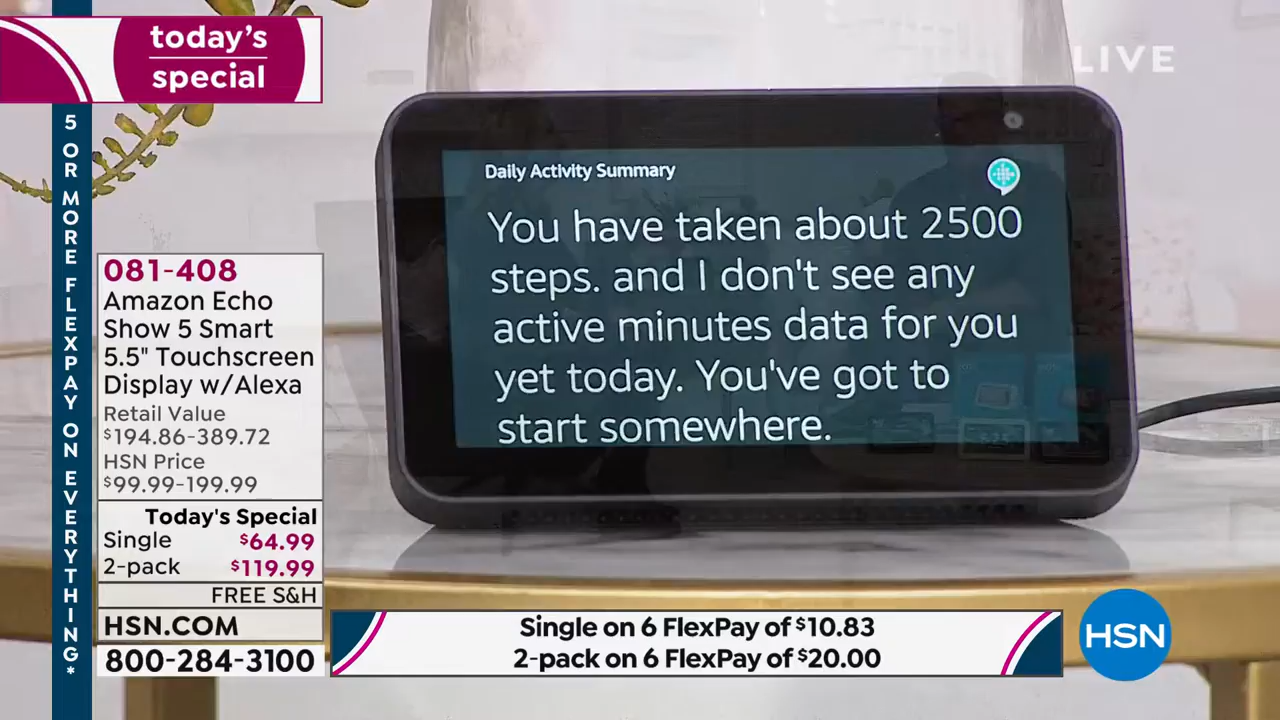 today's
special
LIVE
5 OR MORE FLEXPAY ON EVERYTHING*
081-408
Amazon Echo
Show 5 Smart
5.5" Touchscreen
Display w/Alexa
Retail Value
$194.86-389.72
HSN Price
$99.99-199.99
Today's Special
Single $64.99
2-pack $119.99
FREE S&H
HSN.COM
800-284-3100
Daily Activity Summary
You have taken about 2500
steps. and I don't see any
active minutes data for you
yet today. You've got to
start somewhere.
Single on 6 FlexPay of $10.83
2-pack on 6 FlexPay of $20.00
HSN